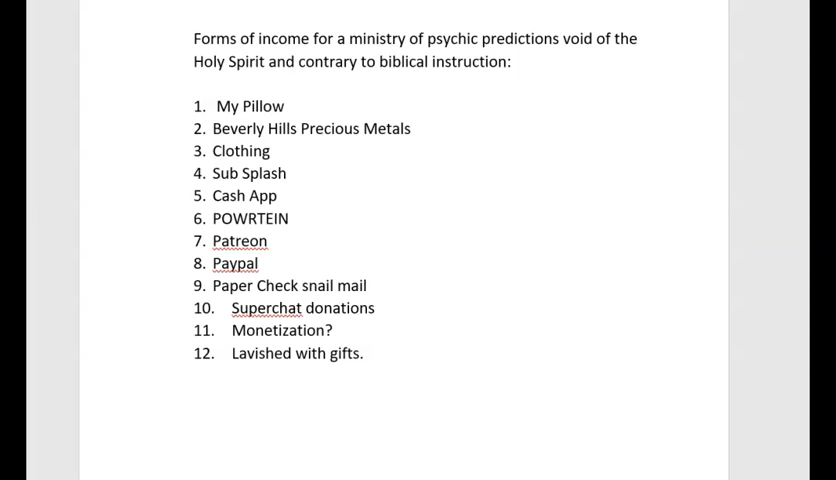 Forms of income for a ministry of psychic predictions void of the
Holy Spirit and contrary to biblical instruction:
1. My Pillow
2. Beverly Hills Precious Metals
3. Clothing
4. Sub Splash
5. Cash App
6. POWRTEIN
7. Patreon
8. Paypal
9. Paper Check snail mail
10. Superchat donations
11. Monetization?
12. Lavished with gifts.